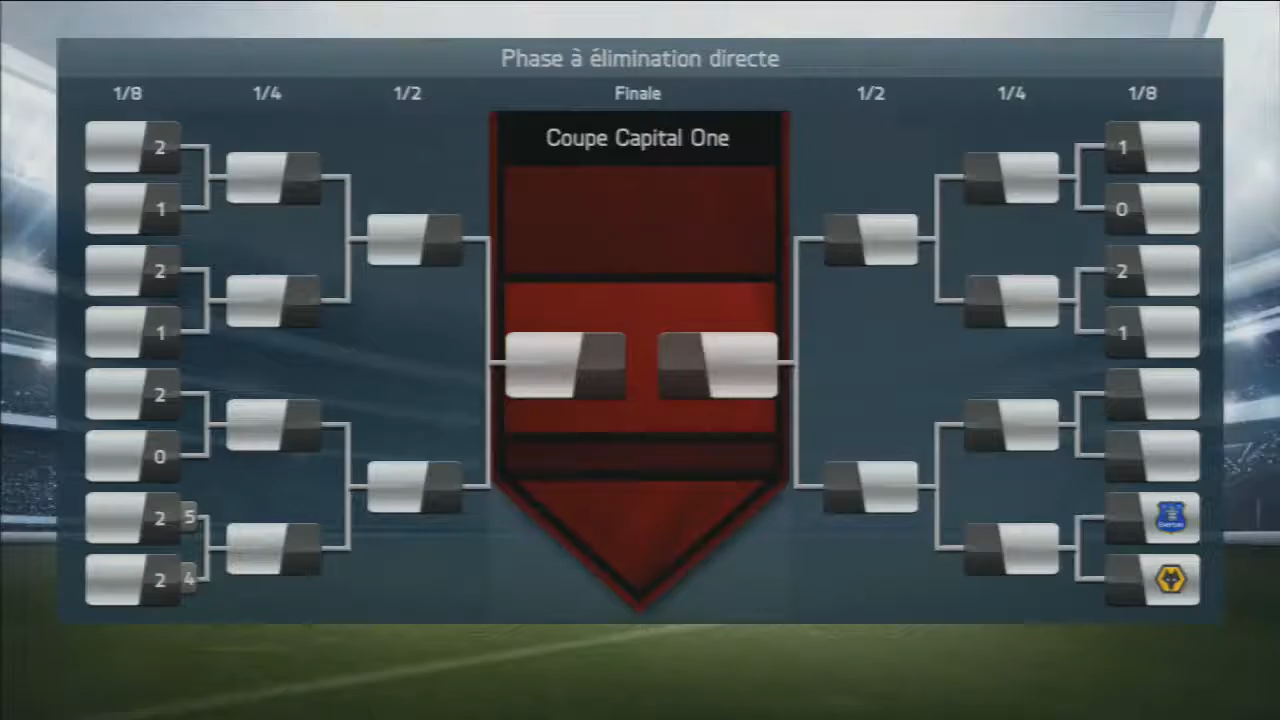 Phase à élimination directe
1/8 1/4 1/2 Finale 1/2 1/4 1/8
Coupe Capital One
2 1
1 0
2 2
1 1
2
0
2 5
2 4
Everton